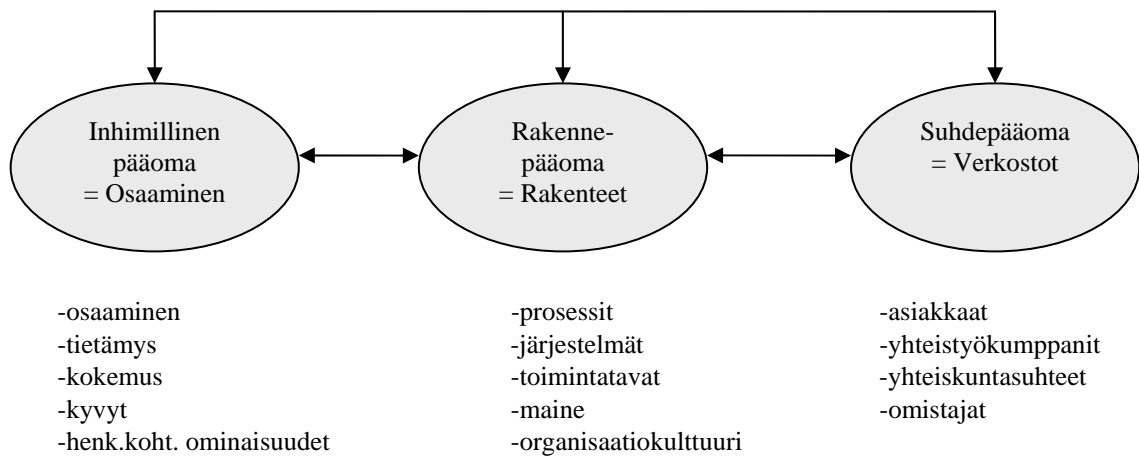 Inhimillinen
pääoma
= Osaaminen
Rakenne-
pääoma
= Rakenteet
Suhdepääoma
= Verkostot
-osaaminen
-tietämys
-kokemus
-kyvyt
-henk.koht. ominaisuudet
-prosessit
-järjestelmät
-toimintatavat
-maine
-organisaatiokulttuuri
-asiakkaat
-yhteistyökumppanit
-yhteiskuntasuhteet
-omistajat